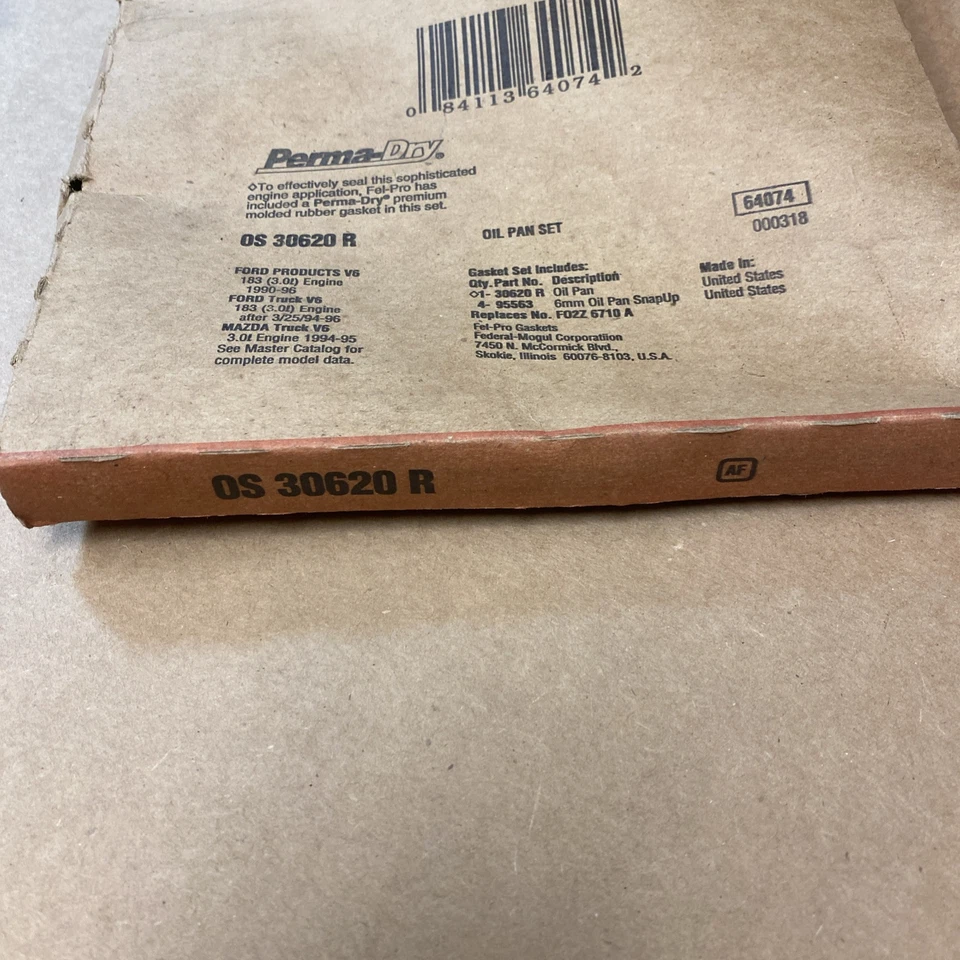 0 84113 64074 2
Perma-Dry®
◊To effectively seal this sophisticated
engine application, Fel-Pro has
included a Perma-Dry® premium
molded rubber gasket in this set.
OS 30620 R
FORD PRODUCTS V6
183 (3.0ℓ) Engine
1990-96
FORD Truck V6
183 (3.0ℓ) Engine
after 3/25/94-96
MAZDA Truck V6
3.0ℓ Engine 1994-95
See Master Catalog for
complete model data.
OIL PAN SET
Gasket Set Includes:
Qty. Part No. Description
◊1- 30620 R Oil Pan
4- 95563 6mm Oil Pan SnapUp
Replaces No. F02Z 6710 A
Fel-Pro Gaskets
Federal-Mogul Corporation
7450 N. McCormick Blvd.,
Skokie, Illinois 60076-8103, U.S.A.
64074
000318
Made in:
United States
United States
OS 30620 R
AF